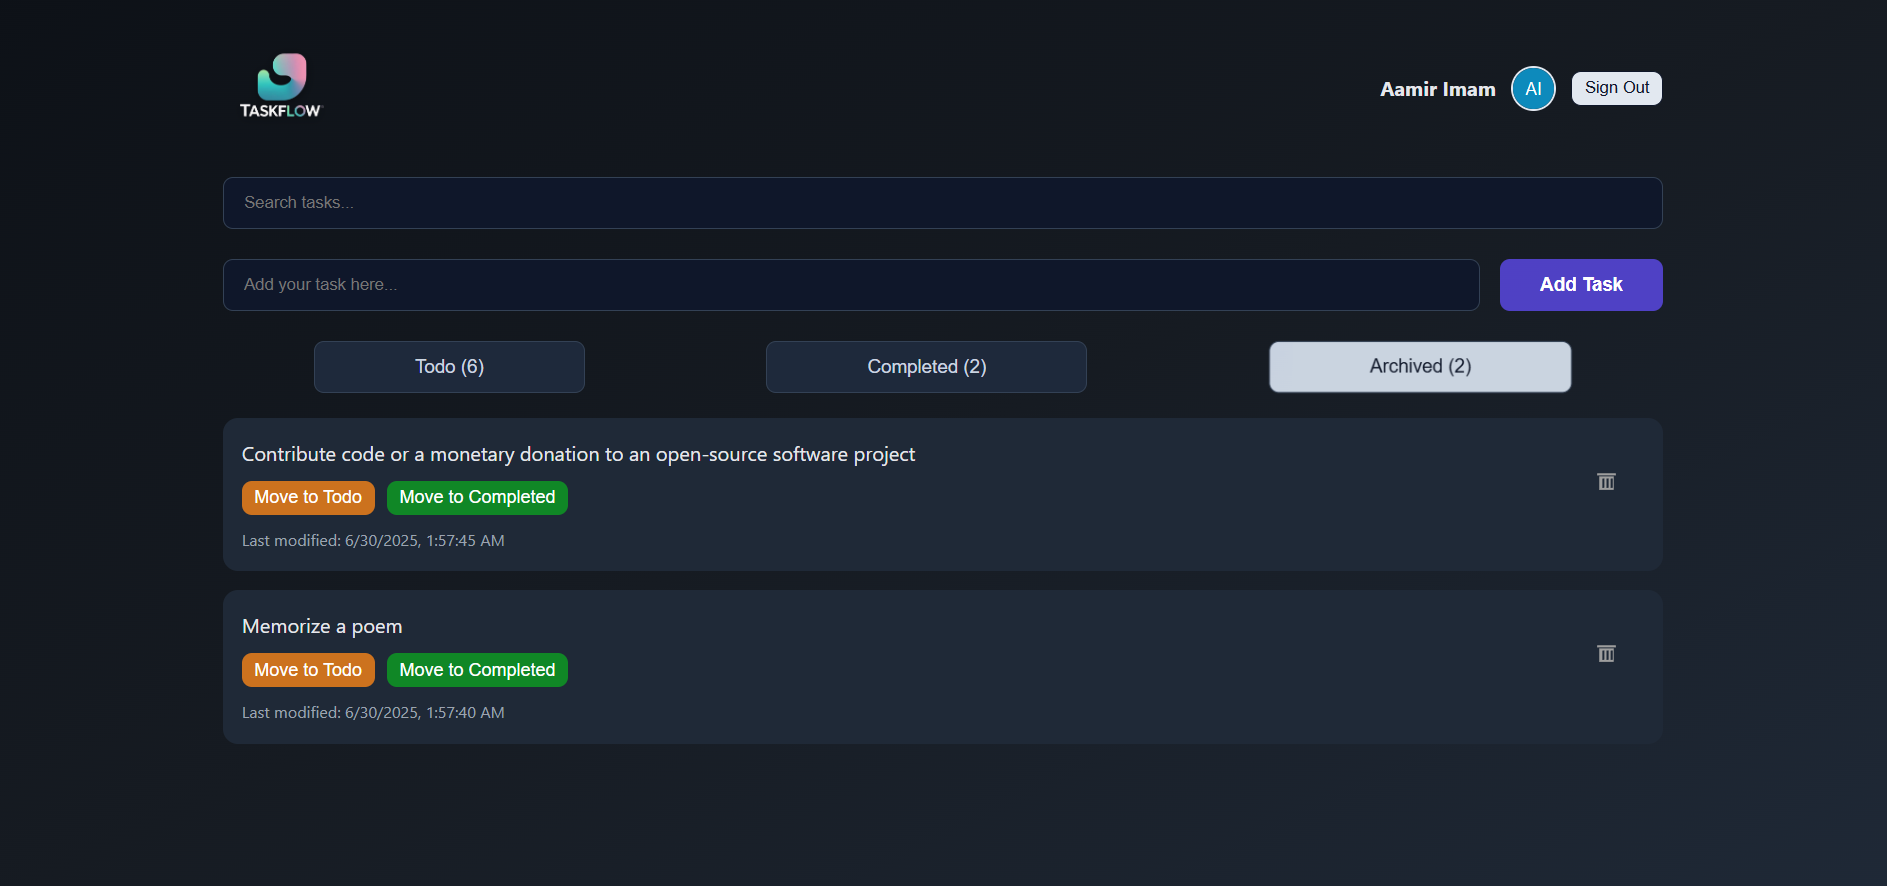 TASKFLOW
Aamir Imam
AI
Sign Out
Search tasks...
Add your task here...
Add Task
Todo (6)
Completed (2)
Archived (2)
Contribute code or a monetary donation to an open-source software project
Move to Todo
Move to Completed
Last modified: 6/30/2025, 1:57:45 AM
Memorize a poem
Move to Todo
Move to Completed
Last modified: 6/30/2025, 1:57:40 AM